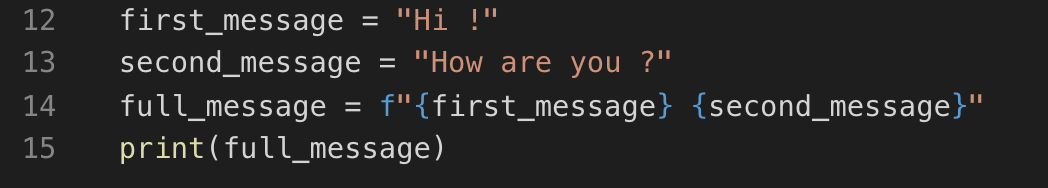 12 first_message = "Hi !"
13 second_message = "How are you ?"
14 full_message = f"{first_message} {second_message}"
15 print(full_message)